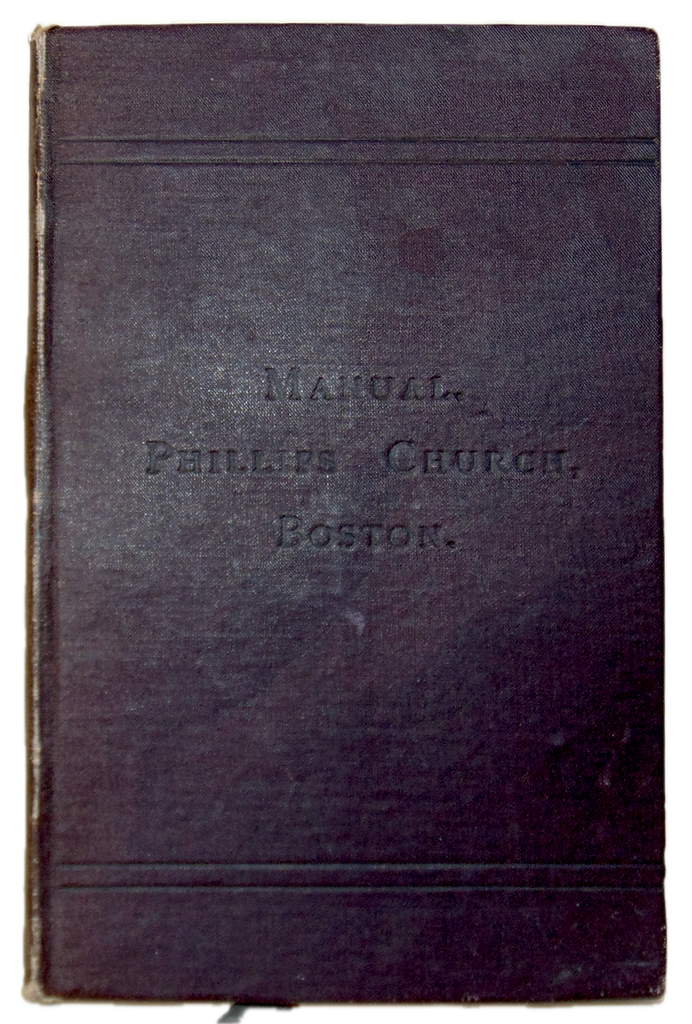 Manual.
Phillips Church,
Boston.